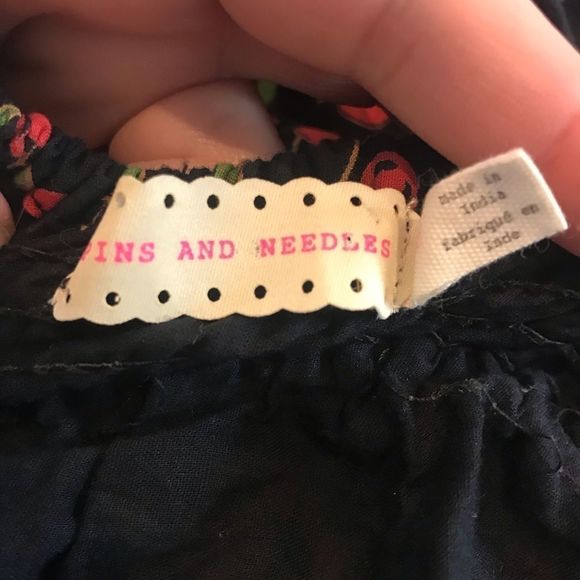 PINS AND NEEDLES
Made in
India
fabriqué en
Inde